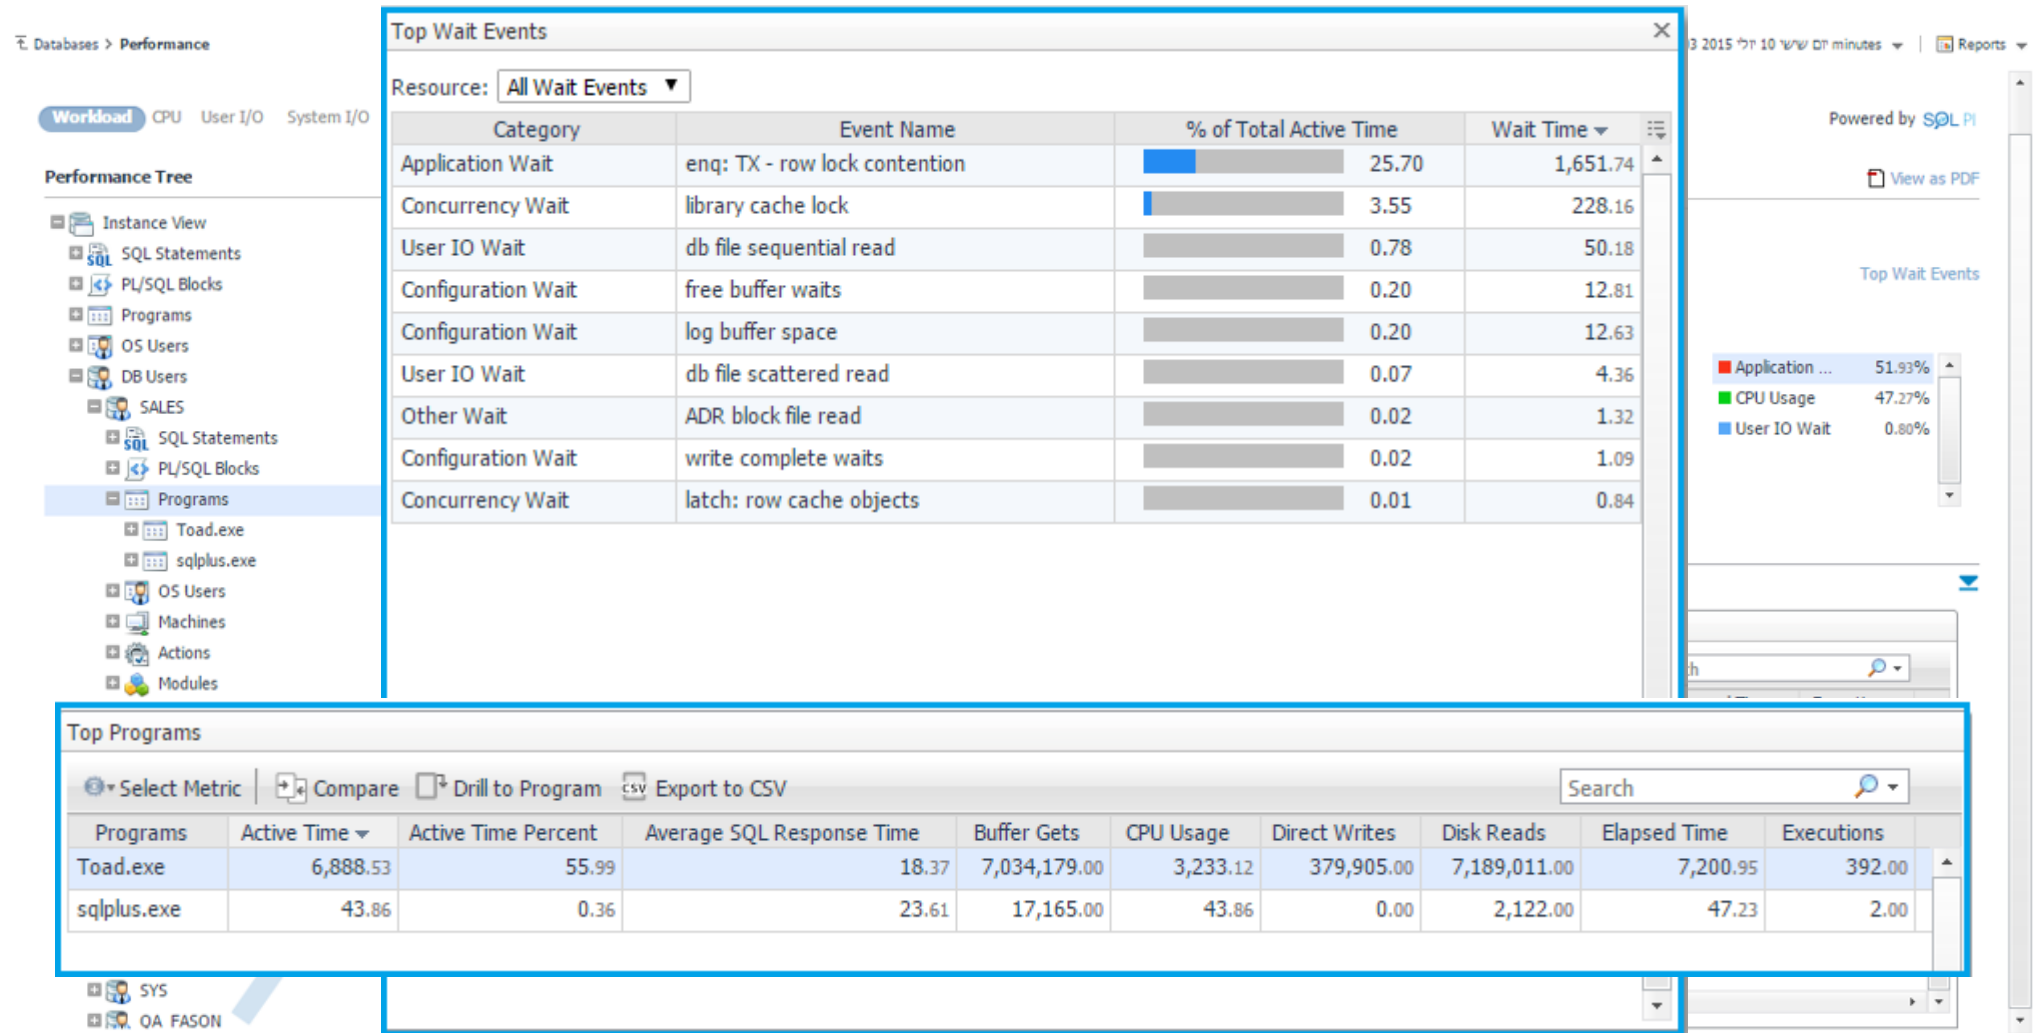 Databases > Performance
3 2015 יום שישי 10 יולי minutes
Reports
Workload CPU User I/O System I/O
Powered by SQL PI
Performance Tree
View as PDF
Instance View
SQL Statements
PL/SQL Blocks
Programs
OS Users
DB Users
SALES
SQL Statements
PL/SQL Blocks
Programs
Toad.exe
sqlplus.exe
OS Users
Machines
Actions
Modules
Top Wait Events
Resource: All Wait Events
Category Event Name % of Total Active Time Wait Time
Application Wait enq: TX - row lock contention 25.70 1,651.74
Concurrency Wait library cache lock 3.55 228.16
User IO Wait db file sequential read 0.78 50.18
Configuration Wait free buffer waits 0.20 12.81
Configuration Wait log buffer space 0.20 12.63
User IO Wait db file scattered read 0.07 4.36
Other Wait ADR block file read 0.02 1.32
Configuration Wait write complete waits 0.02 1.09
Concurrency Wait latch: row cache objects 0.01 0.84
Top Wait Events
Application ... 51.93%
CPU Usage 47.27%
User IO Wait 0.80%
Top Programs
Select Metric Compare Drill to Program CSV Export to CSV Search
Programs Active Time Active Time Percent Average SQL Response Time Buffer Gets CPU Usage Direct Writes Disk Reads Elapsed Time Executions
Toad.exe 6,888.53 55.99 18.37 7,034,179.00 3,233.12 379,905.00 7,189,011.00 7,200.95 392.00
sqlplus.exe 43.86 0.36 23.61 17,165.00 43.86 0.00 2,122.00 47.23 2.00
SYS
QA_FASON